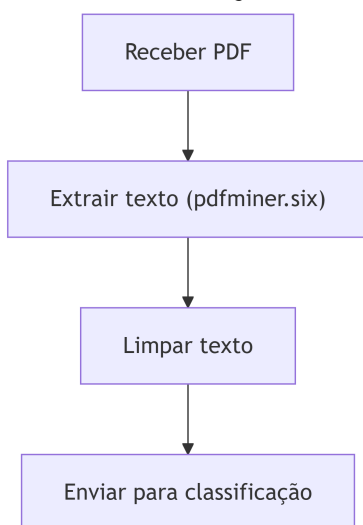 Receber PDF
Extrair texto (pdfminer.six)
Limpar texto
Enviar para classificação